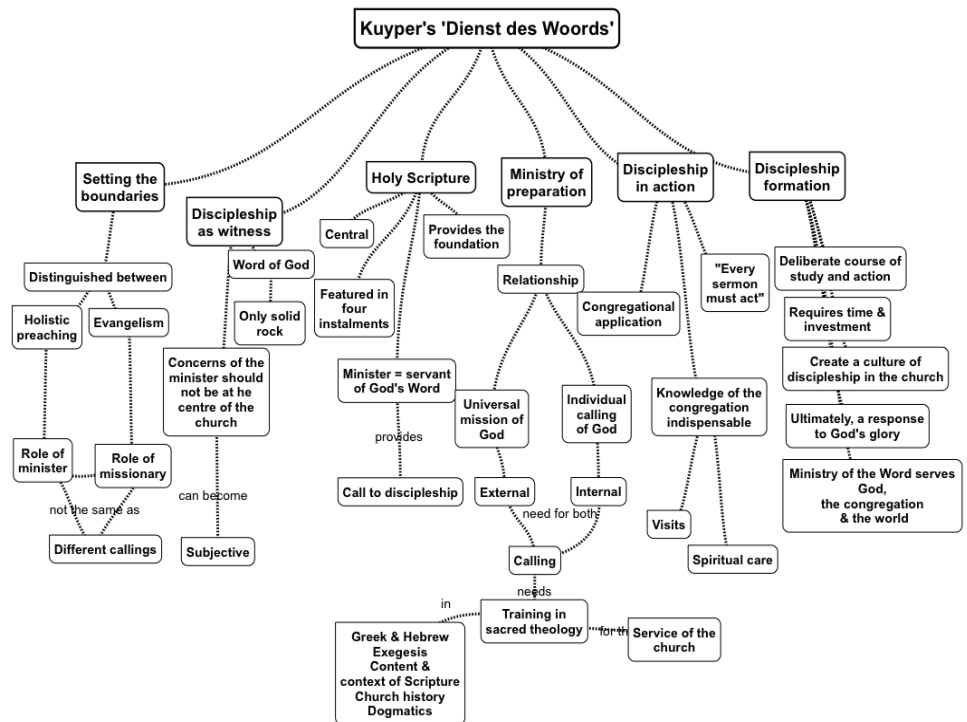 Kuyper's 'Dienst des Woords'
Setting the
boundaries
Distinguished between
Holistic
preaching
Evangelism
Role of
minister
Role of
missionary
not the same as
Different callings
Discipleship
as witness
Word of God
Only solid
rock
Concerns of the
minister should
not be at he
centre of the
church
can become
Subjective
Holy Scripture
Central
Provides the
foundation
Featured in
four
instalments
Minister = servant
of God's Word
provides
Call to discipleship
Ministry of
preparation
Relationship
Universal
mission of
God
Individual
calling
of God
External
Internal
need for both
Calling
needs
Training in
sacred theology
in
Greek & Hebrew
Exegesis
Content &
context of Scripture
Church history
Dogmatics
for th
Service of the
church
Discipleship
in action
Congregational
application
"Every
sermon
must act"
Knowledge of the
congregation
indispensable
Visits
Spiritual care
Discipleship
formation
Deliberate course of
study and action
Requires time &
investment
Create a culture of
discipleship in the church
Ultimately, a response
to God's glory
Ministry of the Word serves
God,
the congregation
& the world